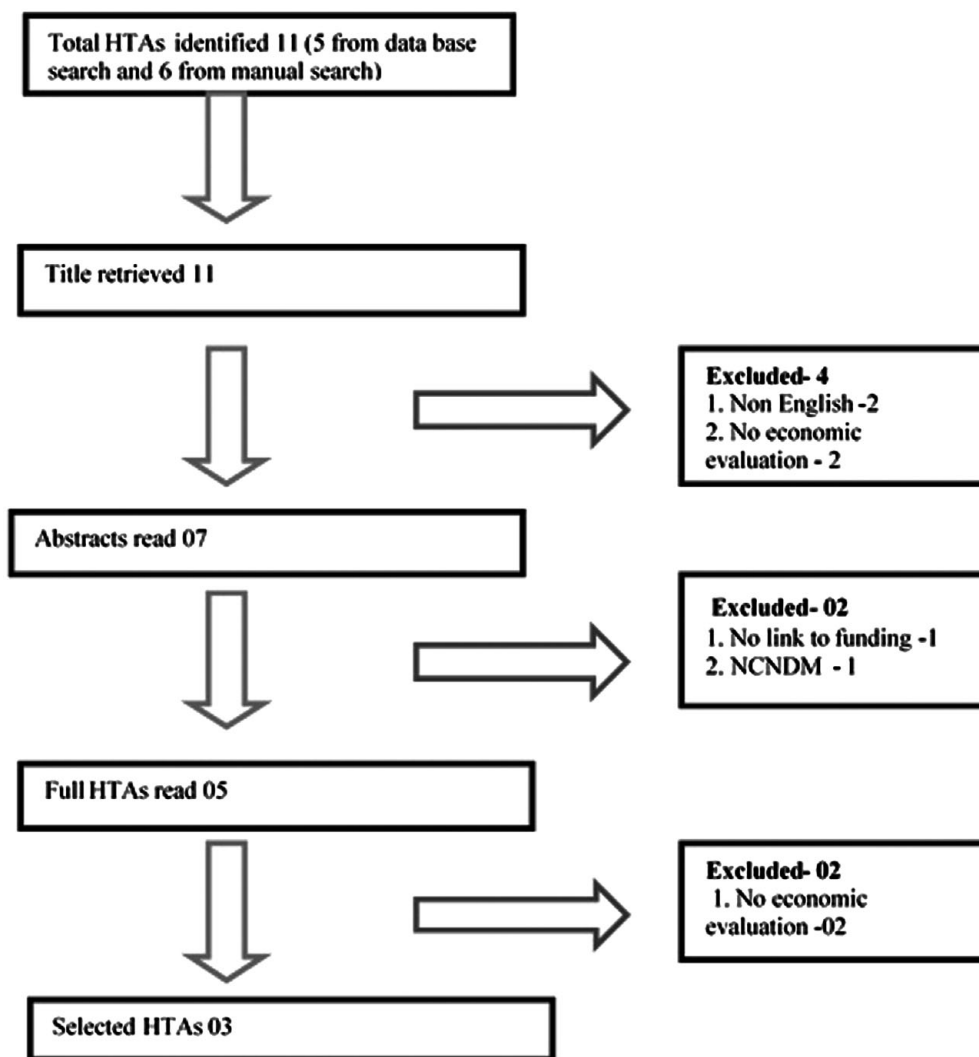 Total HTAs identified 11 (5 from data base
search and 6 from manual search)
Title retrieved 11
Excluded- 4
1. Non English -2
2. No economic
evaluation - 2
Abstracts read 07
Excluded- 02
1. No link to funding -1
2. NCNDM - 1
Full HTAs read 05
Excluded- 02
1. No economic
evaluation -02
Selected HTAs 03